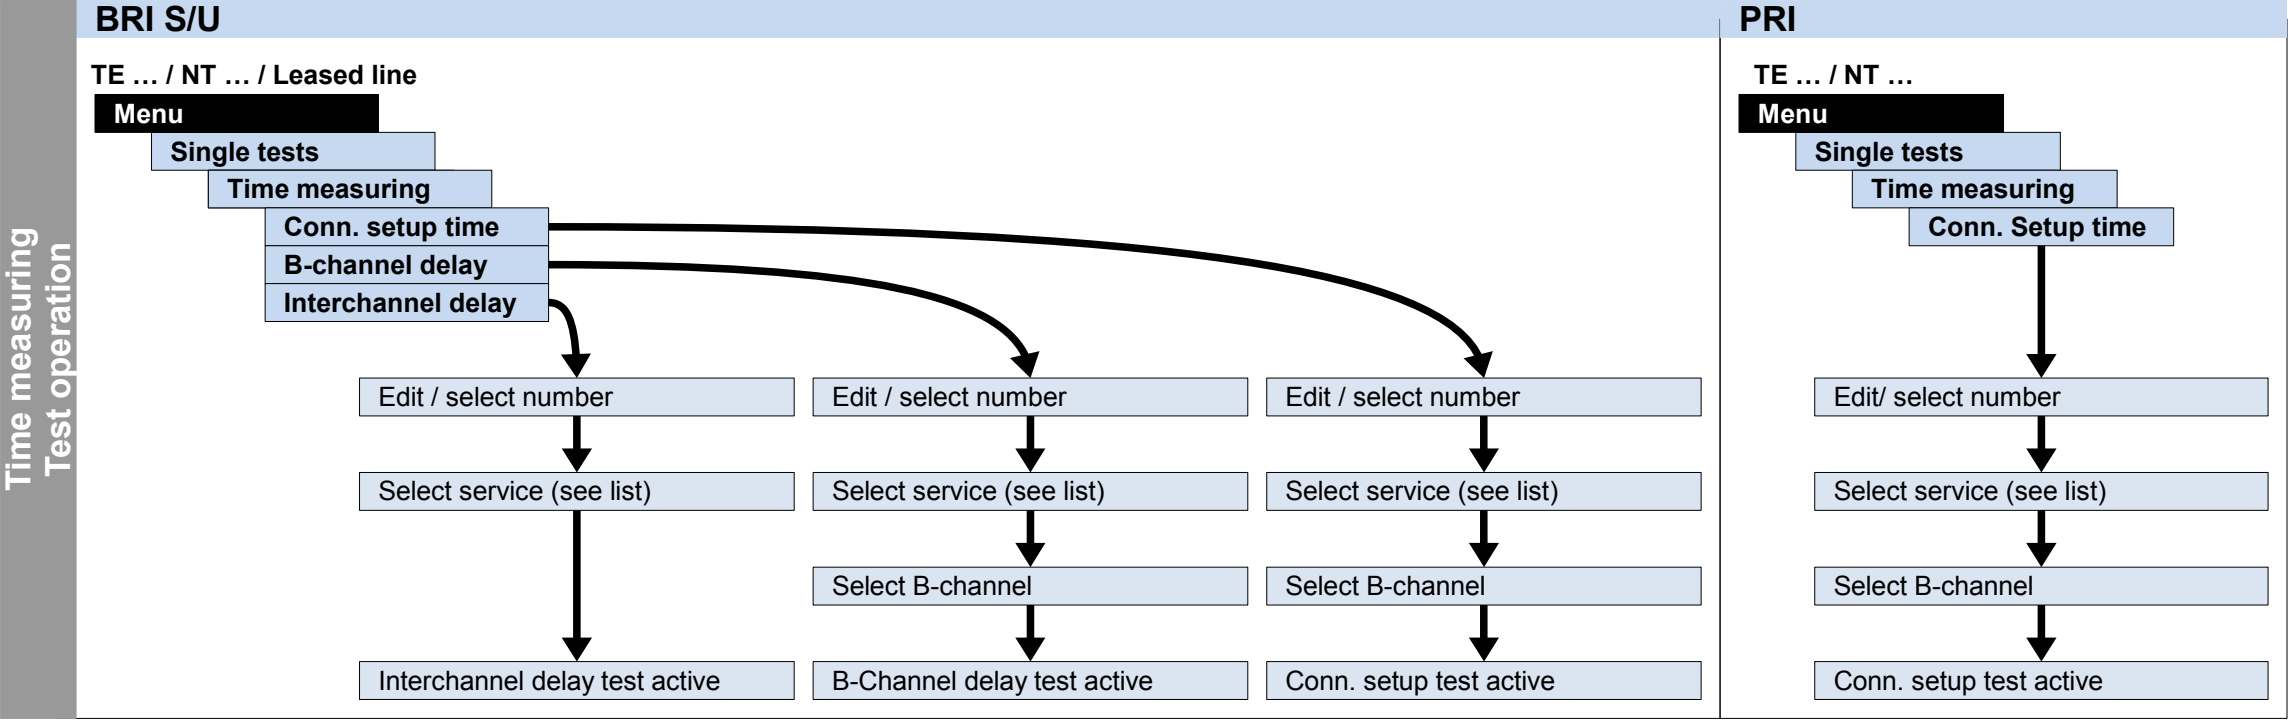 Time measuring
Test operation
BRI S/U
TE … / NT … / Leased line
Menu
Single tests
Time measuring
Conn. setup time
B-channel delay
Interchannel delay
Edit / select number
Select service (see list)
Interchannel delay test active
Edit / select number
Select service (see list)
Select B-channel
B-Channel delay test active
Edit / select number
Select service (see list)
Select B-channel
Conn. setup test active
PRI
TE … / NT …
Menu
Single tests
Time measuring
Conn. Setup time
Edit/ select number
Select service (see list)
Select B-channel
Conn. setup test active